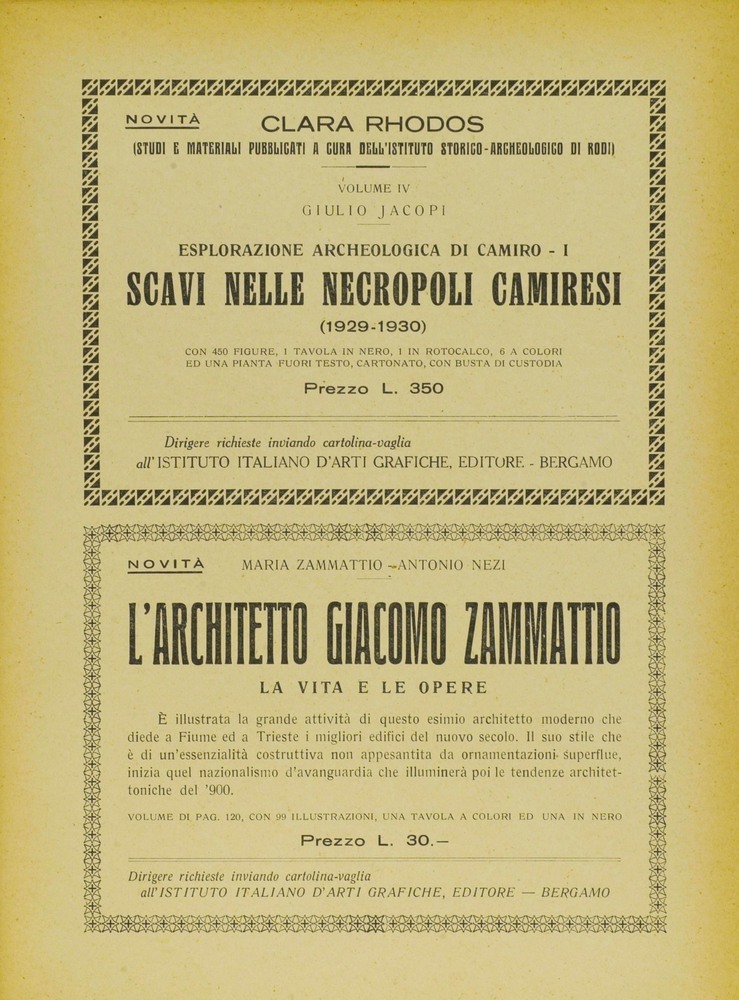 NOVITÀ
CLARA RHODOS
(STUDI E MATERIALI PUBBLICATI A CURA DELL'ISTITUTO STORICO-ARCHEOLOGICO DI RODI)
VOLUME IV
GIULIO JACOPI
ESPLORAZIONE ARCHEOLOGICA DI CAMIRO - I
SCAVI NELLE NECROPOLI CAMIRESI
(1929-1930)
CON 450 FIGURE, 1 TAVOLA IN NERO, 1 IN ROTOCALCO, 6 A COLORI
ED UNA PIANTA FUORI TESTO, CARTONATO, CON BUSTA DI CUSTODIA
Prezzo L. 350
Dirigere richieste inviando cartolina-vaglia
all'ISTITUTO ITALIANO D'ARTI GRAFICHE, EDITORE - BERGAMO
NOVITÀ
MARIA ZAMMATTIO - ANTONIO NEZI
L'ARCHITETTO GIACOMO ZAMMATTIO
LA VITA E LE OPERE
È illustrata la grande attività di questo esimio architetto moderno che
diede a Fiume ed a Trieste i migliori edifici del nuovo secolo. Il suo stile che
è di un'essenzialità costruttiva non appesantita da ornamentazioni superflue,
inizia quel nazionalismo d'avanguardia che illuminerà poi le tendenze architet-
toniche del '900.
VOLUME DI PAG. 120, CON 99 ILLUSTRAZIONI, UNA TAVOLA A COLORI ED UNA IN NERO
Prezzo L. 30.—
Dirigere richieste inviando cartolina-vaglia
all'ISTITUTO ITALIANO D'ARTI GRAFICHE, EDITORE — BERGAMO